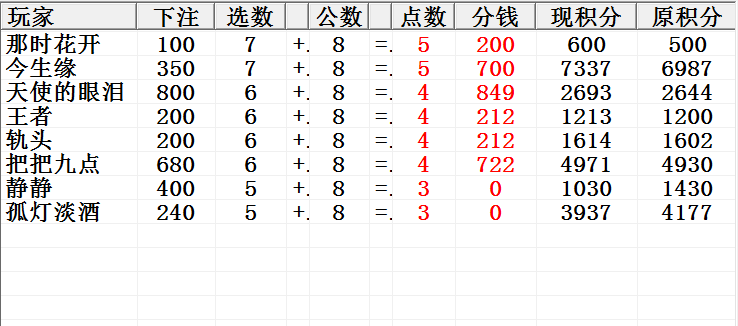 玩家 下注 选数 公数 点数 分钱 现积分 原积分
那时花开 100 7 +. 8 =. 5 200 600 500
今生缘 350 7 +. 8 =. 5 700 7337 6987
天使的眼泪 800 6 +. 8 =. 4 849 2693 2644
王者 200 6 +. 8 =. 4 212 1213 1200
轨头 200 6 +. 8 =. 4 212 1614 1602
把把九点 680 6 +. 8 =. 4 722 4971 4930
静静 400 5 +. 8 =. 3 0 1030 1430
孤灯淡酒 240 5 +. 8 =. 3 0 3937 4177